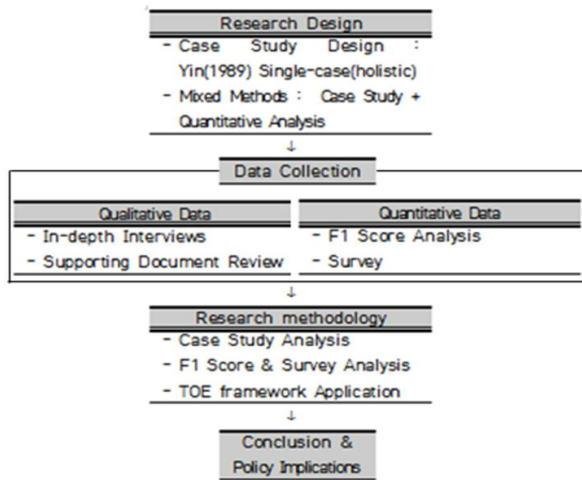 Research Design
- Case Study Design :
Yin(1989) Single-case(holistic)
- Mixed Methods : Case Study +
Quantitative Analysis
↓
Data Collection
Qualitative Data
- In-depth Interviews
- Supporting Document Review
Quantitative Data
- F1 Score Analysis
- Survey
↓
Research methodology
- Case Study Analysis
- F1 Score & Survey Analysis
- TOE framework Application
↓
Conclusion &
Policy Implications